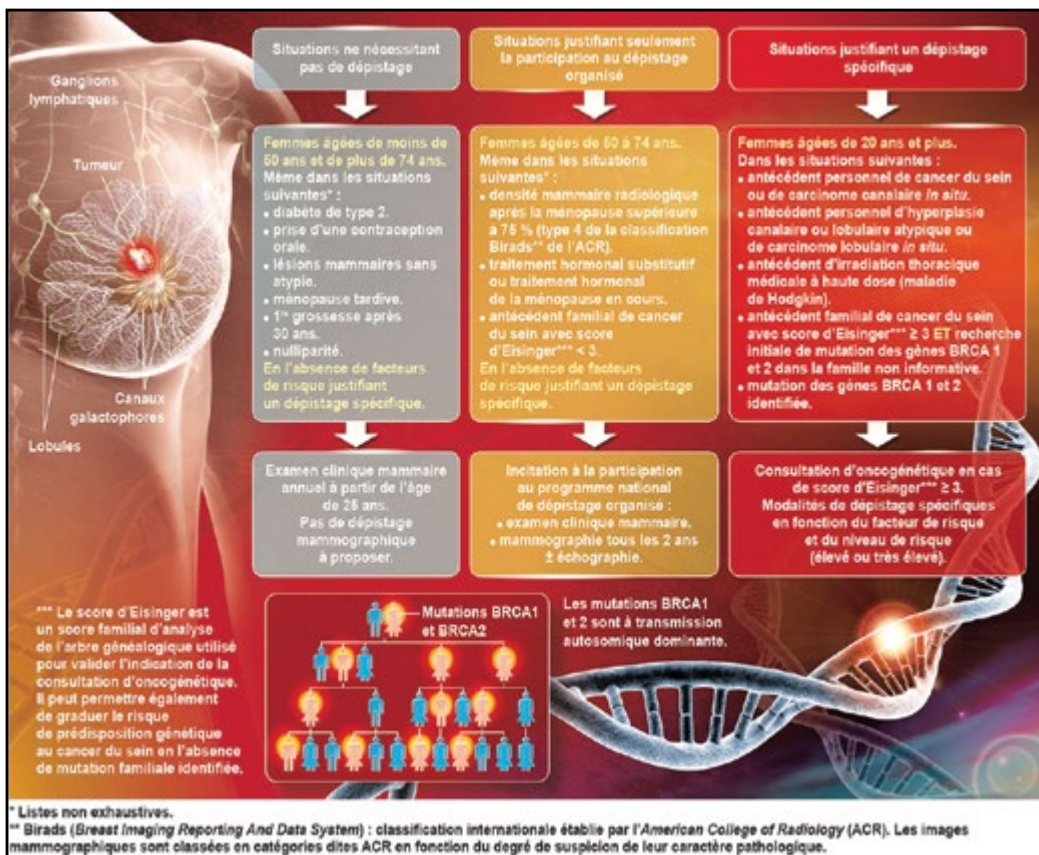 Ganglions
lymphatiques
Tumeur
Canaux
galactophores
Lobules
Situations ne nécessitant
pas de dépistage
Femmes âgées de moins de
50 ans et de plus de 74 ans.
Même dans les situations
suivantes* :
• diabète de type 2.
• prise d'une contraception
orale.
• lésions mammaires sans
atypie.
• ménopause tardive.
• 1re grossesse après
30 ans.
• nulliparité.
En l'absence de facteurs
de risque justifiant
un dépistage spécifique.
Examen clinique mammaire
annuel à partir de l'âge
de 25 ans.
Pas de dépistage
mammographique
à proposer.
Situations justifiant seulement
la participation au dépistage
organisé
Femmes âgées de 50 à 74 ans.
Même dans les situations
suivantes* :
• densité mammaire radiologique
après la ménopause supérieure
à 75 % (type 4 de la classification
Birads** de l'ACR).
• traitement hormonal substitutif
ou traitement hormonal
de la ménopause en cours.
• antécédent familial de cancer
du sein avec score
d'Eisinger*** < 3.
En l'absence de facteurs
de risque justifiant un dépistage
spécifique.
Incitation à la participation
au programme national
de dépistage organisé :
• examen clinique mammaire.
• mammographie tous les 2 ans
± échographie.
Situations justifiant un dépistage
spécifique
Femmes âgées de 20 ans et plus.
Dans les situations suivantes :
• antécédent personnel de cancer du sein
ou de carcinome canalaire in situ.
• antécédent personnel d'hyperplasie
canalaire ou lobulaire atypique ou
de carcinome lobulaire in situ.
• antécédent d'irradiation thoracique
médicale à haute dose (maladie
de Hodgkin).
• antécédent familial de cancer du sein
avec score d'Eisinger*** ≥ 3 ET recherche
initiale de mutation des gènes BRCA 1
et 2 dans la famille non informative.
• mutation des gènes BRCA 1 et 2
identifiée.
Consultation d'oncogénétique en cas
de score d'Eisinger*** ≥ 3.
Modalités de dépistage spécifiques
en fonction du facteur de risque
et du niveau de risque
(élevé ou très élevé).
*** Le score d'Eisinger est
un score familial d'analyse
de l'arbre généalogique utilisé
pour valider l'indication de la
consultation d'oncogénétique.
Il peut permettre également
de graduer le risque
de prédisposition génétique
au cancer du sein en l'absence
de mutation familiale identifiée.
Mutations BRCA1
et BRCA2
Les mutations BRCA1
et 2 sont à transmission
autosomique dominante.
* Listes non exhaustives.
** Birads (Breast Imaging Reporting And Data System) : classification internationale établie par l'American College of Radiology (ACR). Les images
mammographiques sont classées en catégories dites ACR en fonction du degré de suspicion de leur caractère pathologique.